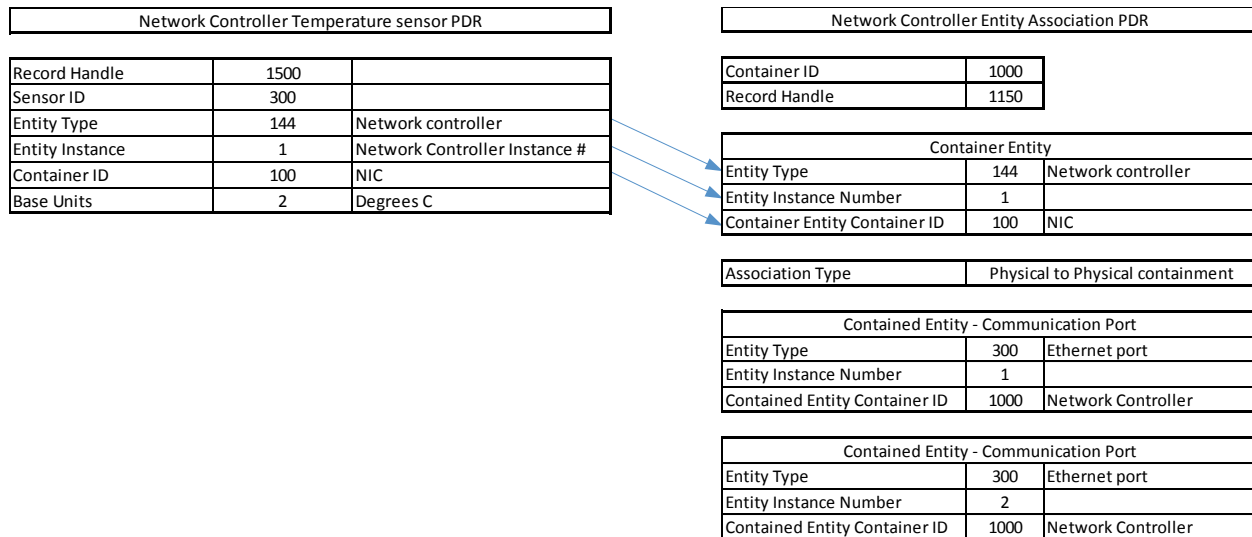 Network Controller Temperature sensor PDR
Record Handle 1500
Sensor ID 300
Entity Type 144 Network controller
Entity Instance 1 Network Controller Instance #
Container ID 100 NIC
Base Units 2 Degrees C
Network Controller Entity Association PDR
Container ID 1000
Record Handle 1150
Container Entity
Entity Type 144 Network controller
Entity Instance Number 1
Container Entity Container ID 100 NIC
Association Type Physical to Physical containment
Contained Entity - Communication Port
Entity Type 300 Ethernet port
Entity Instance Number 1
Contained Entity Container ID 1000 Network Controller
Contained Entity - Communication Port
Entity Type 300 Ethernet port
Entity Instance Number 2
Contained Entity Container ID 1000 Network Controller